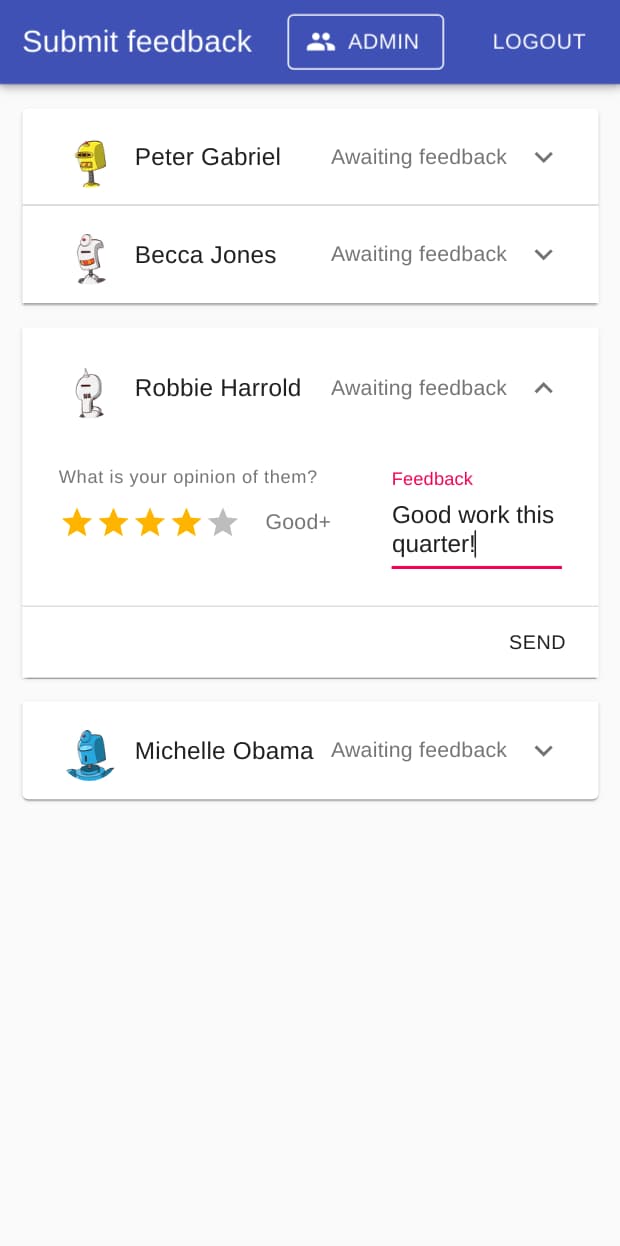 Submit feedback ADMIN LOGOUT
Peter Gabriel Awaiting feedback
Becca Jones Awaiting feedback
Robbie Harrold Awaiting feedback
What is your opinion of them?
Good+
Feedback
Good work this
quarter!
SEND
Michelle Obama Awaiting feedback